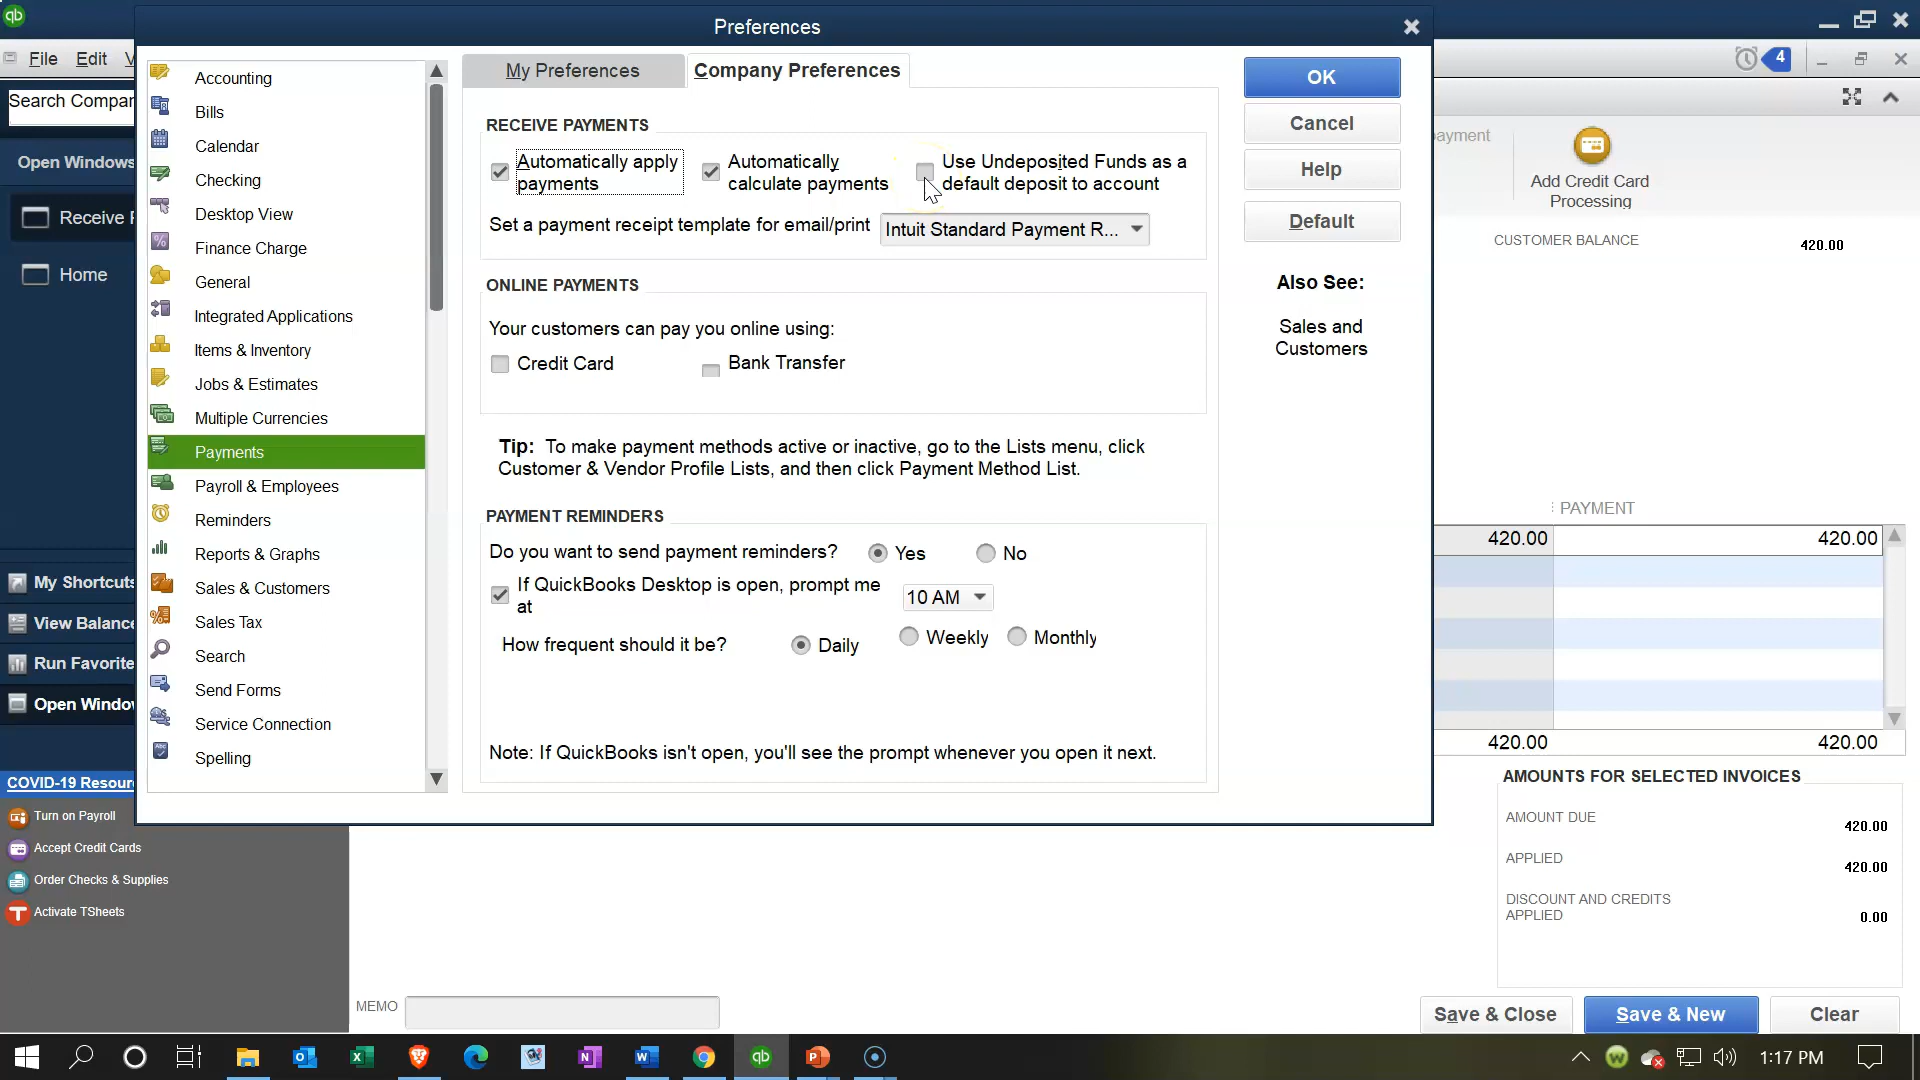 qb
Preferences
File
Edit
V
4
Search Compar
Open Windows
Receive P
Home
My Shortcuts
View Balance
Run Favorite
Open Windo
COVID-19 Resour
Turn on Payroll
Accept Credit Cards
Order Checks & Supplies
Activate TSheets
Accounting
Bills
Calendar
Checking
Desktop View
Finance Charge
General
Integrated Applications
Items & Inventory
Jobs & Estimates
Multiple Currencies
Payments
Payroll & Employees
Reminders
Reports & Graphs
Sales & Customers
Sales Tax
Search
Send Forms
Service Connection
Spelling
My Preferences
Company Preferences
RECEIVE PAYMENTS
Automatically apply
payments
Automatically
calculate payments
Use Undeposited Funds as a
default deposit to account
Set a payment receipt template for email/print
Intuit Standard Payment R...
ONLINE PAYMENTS
Your customers can pay you online using:
Credit Card
Bank Transfer
Tip: To make payment methods active or inactive, go to the Lists menu, click
Customer & Vendor Profile Lists, and then click Payment Method List.
PAYMENT REMINDERS
Do you want to send payment reminders?
Yes
No
If QuickBooks Desktop is open, prompt me
at
10 AM
How frequent should it be?
Daily
Weekly
Monthly
Note: If QuickBooks isn't open, you'll see the prompt whenever you open it next.
OK
Cancel
Help
Default
Also See:
Sales and
Customers
payment
Add Credit Card
Processing
CUSTOMER BALANCE
420.00
PAYMENT
420.00
420.00
420.00
420.00
AMOUNTS FOR SELECTED INVOICES
AMOUNT DUE
420.00
APPLIED
420.00
DISCOUNT AND CREDITS
APPLIED
0.00
MEMO
Save & Close
Save & New
Clear
1:17 PM